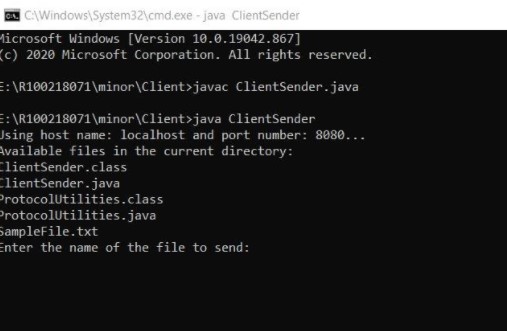 C:\Windows\System32\cmd.exe - java ClientSender
Microsoft Windows [Version 10.0.19042.867]
(c) 2020 Microsoft Corporation. All rights reserved.
E:\R100218071\minor\Client>javac ClientSender.java
E:\R100218071\minor\Client>java ClientSender
Using host name: localhost and port number: 8080...
Available files in the current directory:
ClientSender.class
ClientSender.java
ProtocolUtilities.class
ProtocolUtilities.java
SampleFile.txt
Enter the name of the file to send: